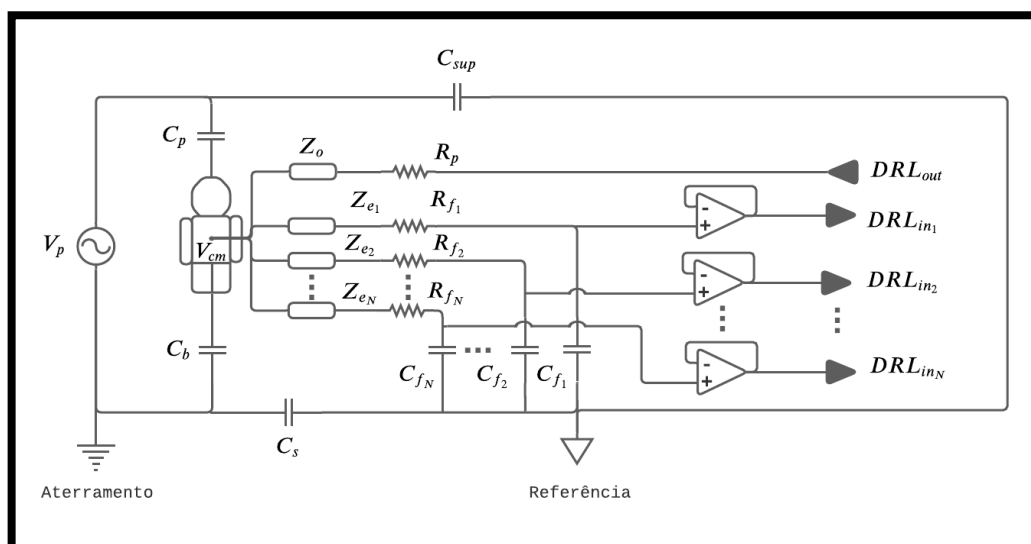 C_sup
C_p
Z_o
R_p
DRL_out
Z_e1
R_f1
DRL_in1
V_p
V_cm
Z_e2
R_f2
DRL_in2
Z_eN
R_fN
C_b
C_fN
C_f2
C_f1
DRL_inN
C_s
Aterramento
Referência